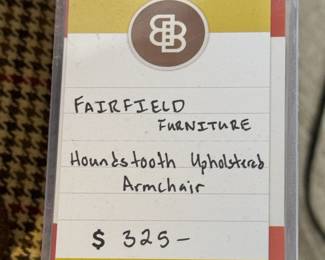 FAIRFIELD
FURNITURE
Houndstooth Upholstered
Armchair
$ 325-